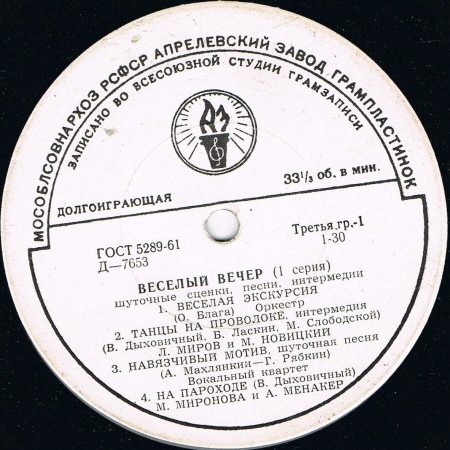 МОСОБЛСОВНАРХОЗ РСФСР АПРЕЛЕВСКИЙ ЗАВОД ГРАМПЛАСТИНОК
ЗАПИСАНО ВО ВСЕСОЮЗНОЙ СТУДИИ ГРАМЗАПИСИ
АЗ
ДОЛГОИГРАЮЩАЯ
33⅓ об. в мин.
ГОСТ 5289-61
Третья гр.-1
Д—7653
1-30
ВЕСЕЛЫЙ ВЕЧЕР (1 серия)
шуточные сценки, песни, интермедии
1. ВЕСЕЛАЯ ЭКСКУРСИЯ
(О. Влага) Оркестр
2. ТАНЦЫ НА ПРОВОЛОКЕ, интермедия
(В. Дыховичный, В. Ласкин, М. Слободской)
Л. МИРОВ и М. НОВИЦКИЙ
3. НАВЯЗЧИВЫЙ МОТИВ, шуточная песня
(А. Махлянкин—Г. Рябкин)
Вокальный квартет
4. НА ПАРОХОДЕ (В. Дыховичный)
М. МИРОНОВА и А. МЕНАКЕР